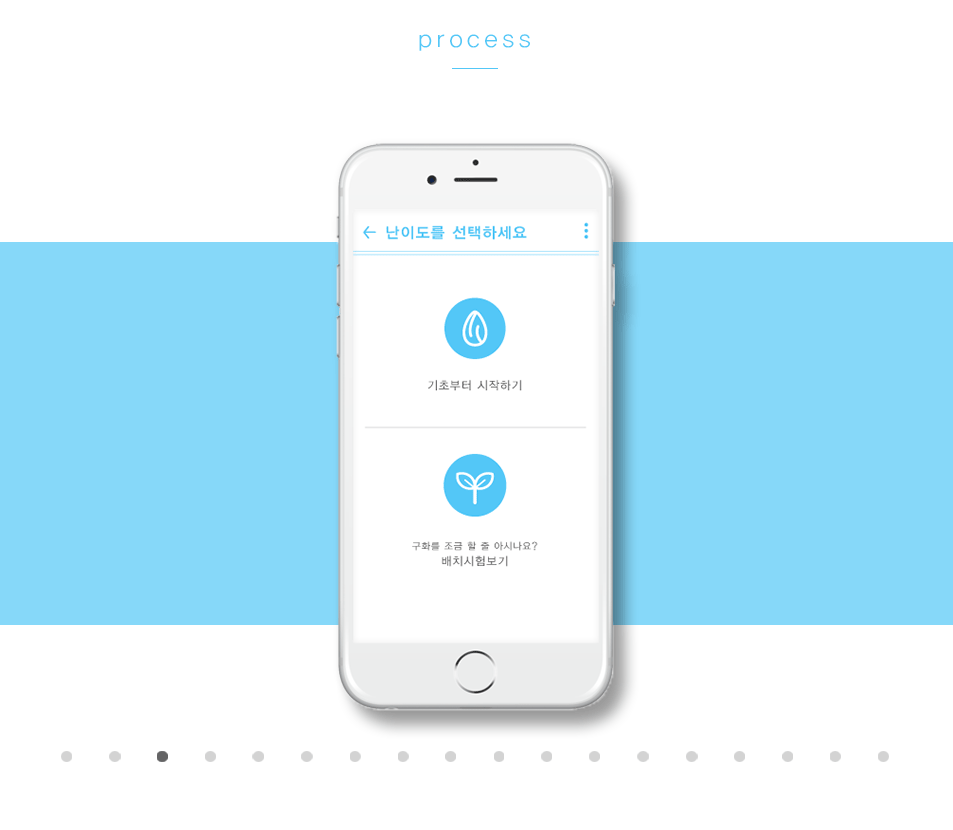 process
난이도를 선택하세요
기초부터 시작하기
구화를 조금 할 줄 아시나요?
배치시험보기